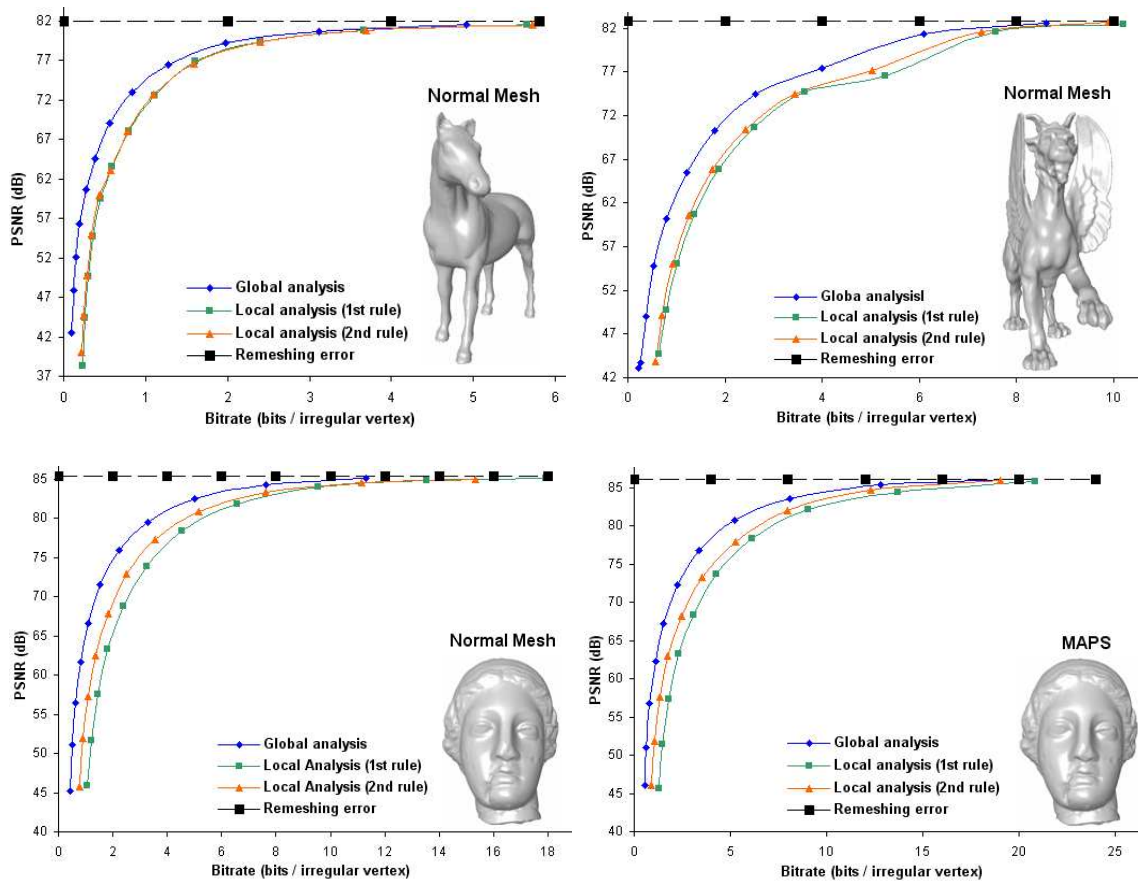 82
77
72
67
62
57
52
47
42
37
PSNR (dB)
0 1 2 3 4 5 6
Bitrate (bits / irregular vertex)
Normal Mesh
Global analysis
Local analysis (1st rule)
Local analysis (2nd rule)
Remeshing error
82
77
72
67
62
57
52
47
42
PSNR (dB)
0 2 4 6 8 10
Bitrate (bits / irregular vertex)
Normal Mesh
Globa analysisl
Local analysis (1st rule)
Local analysis (2nd rule)
Remeshing error
85
80
75
70
65
60
55
50
45
40
PSNR (dB)
0 2 4 6 8 10 12 14 16 18
Bitrate (bits / irregular vertex)
Normal Mesh
Global analysis
Local Analysis (1st rule)
Local Analysis (2nd rule)
Remeshing error
85
80
75
70
65
60
55
50
45
40
PSNR (dB)
0 5 10 15 20 25
Bitrate (bits / irregular vertex)
MAPS
Global analysis
Local analysis (1st rule)
Local analysis (2nd rule)
Remeshing error